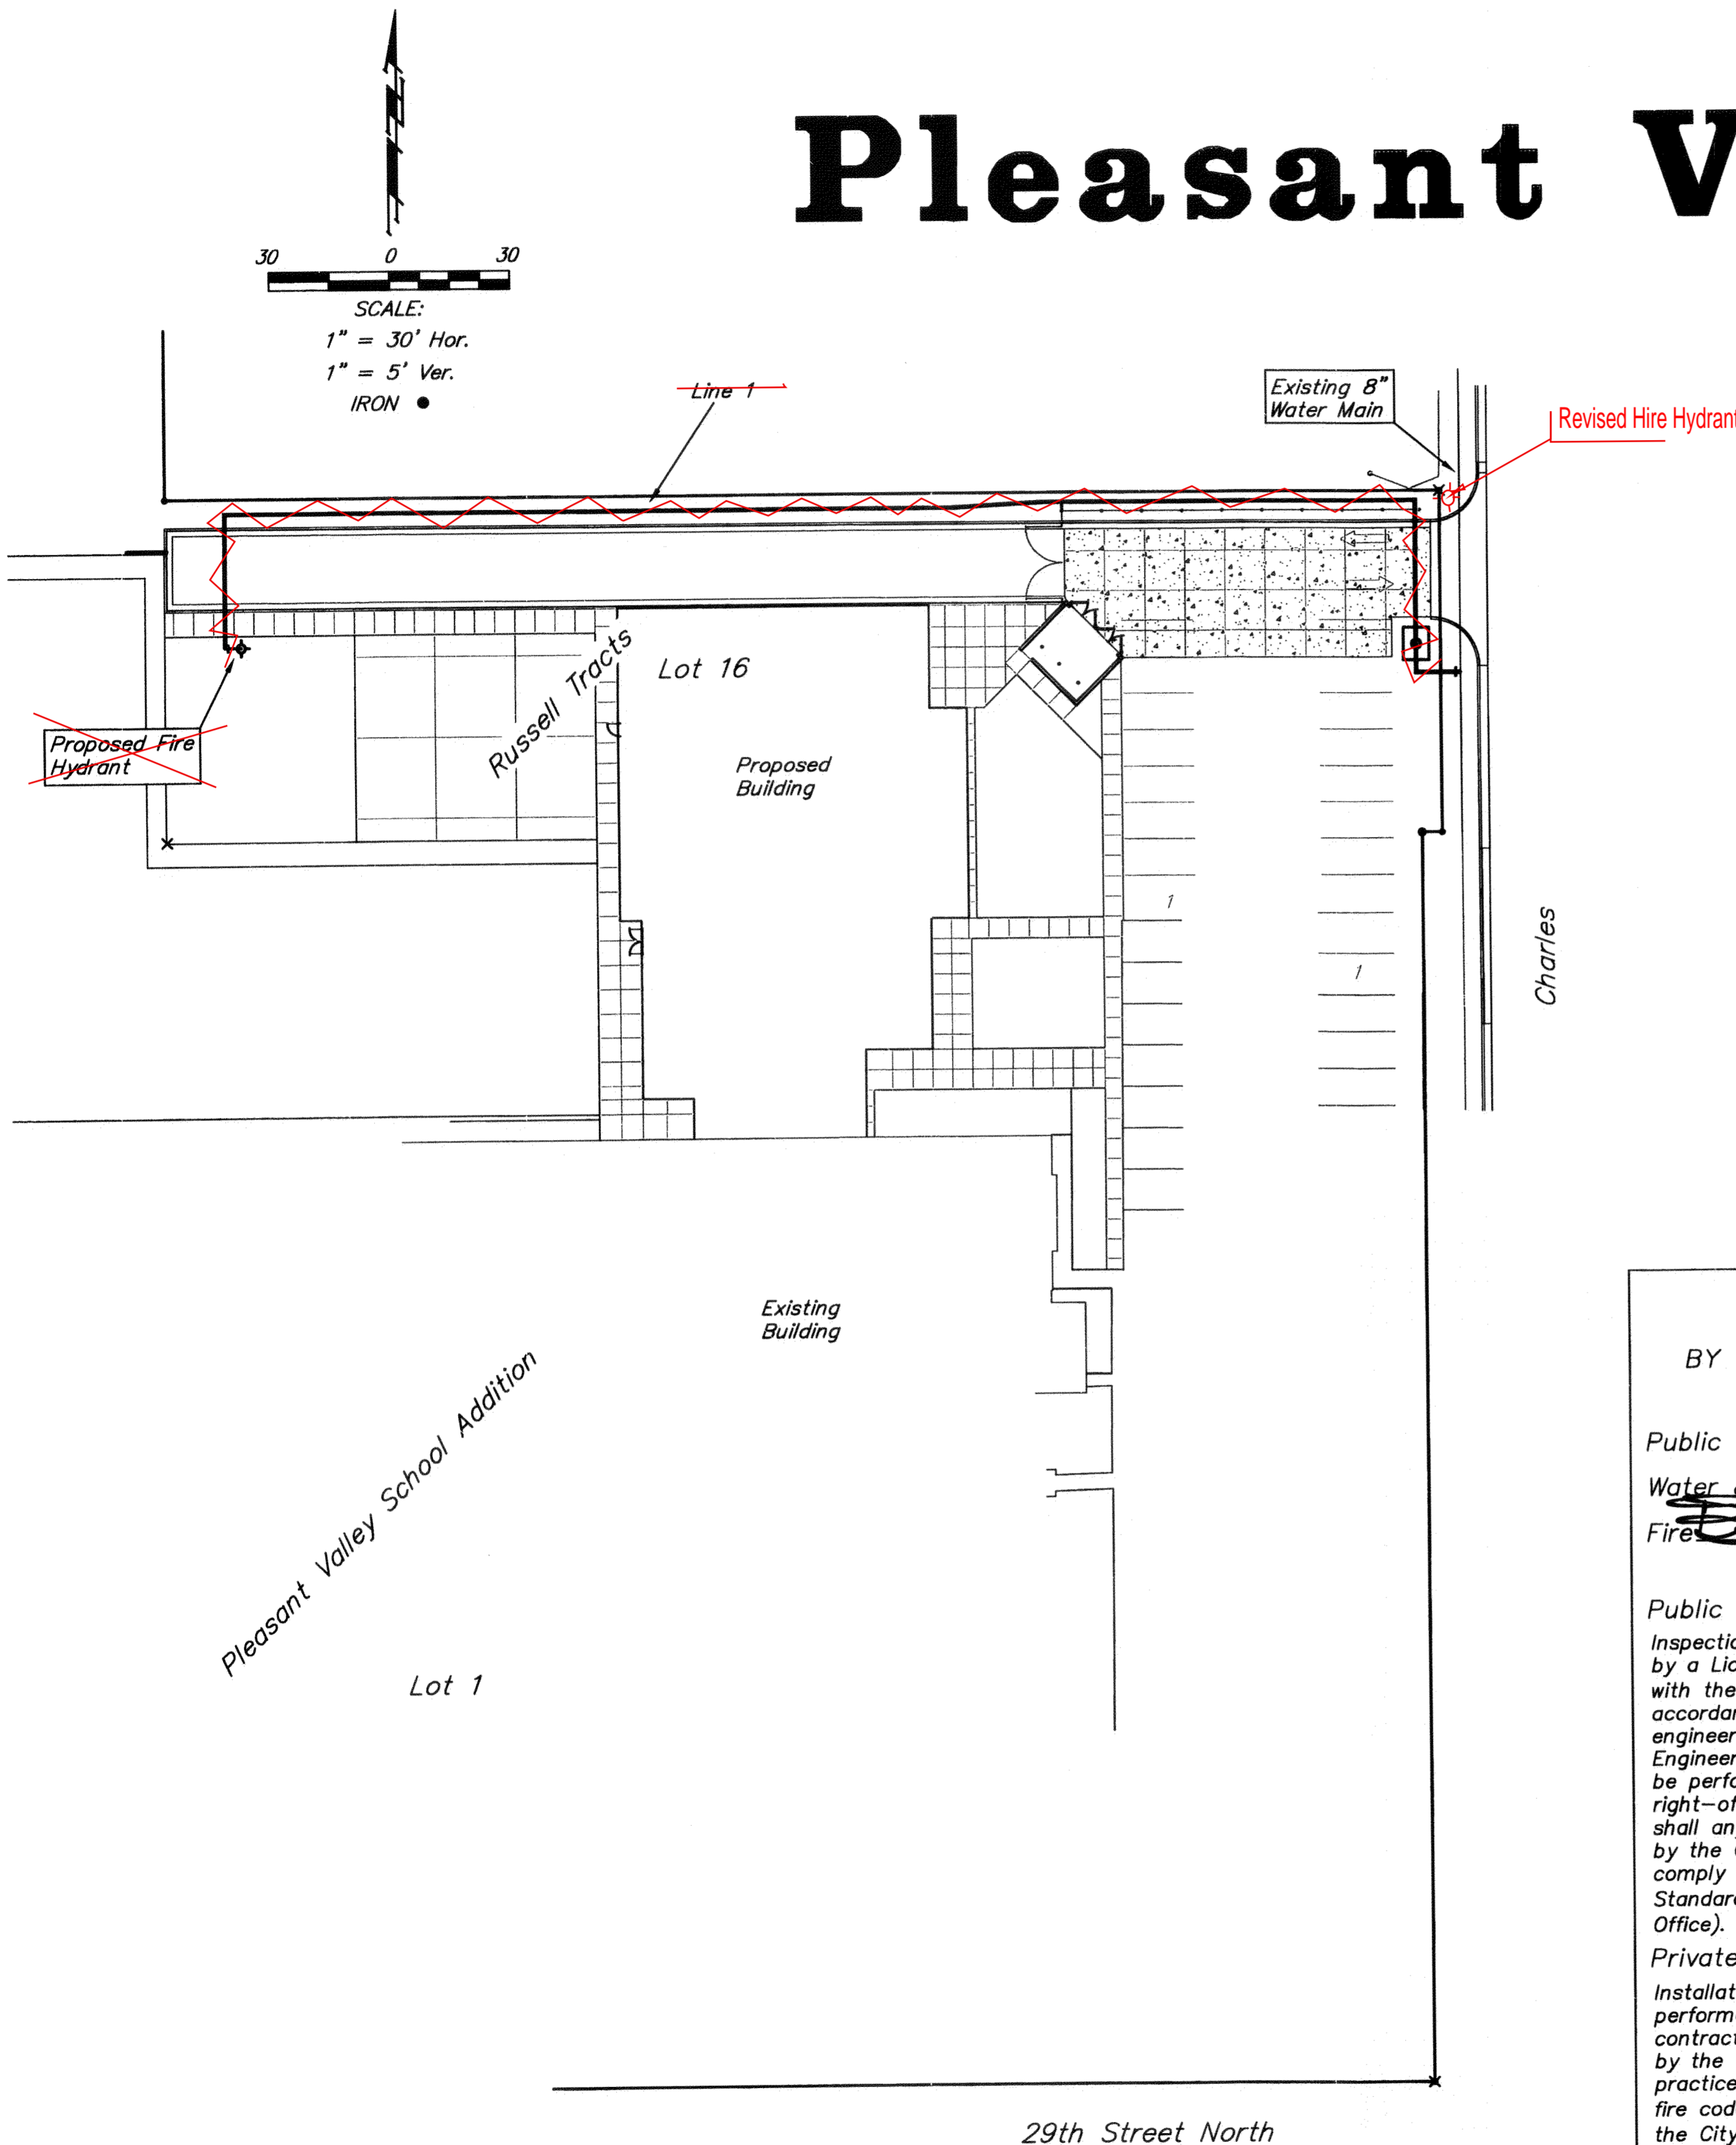 Pleasant V
30 0 30
SCALE:
1" = 30' Hor.
1" = 5' Ver.
IRON
Line 1
Existing 8"
Water Main
Revised Hire Hydrant
Russell Tracts
Lot 16
Proposed Fire
Hydrant
Proposed
Building
1
1
Charles
Existing
Building
Pleasant Valley School Addition
Lot 1
29th Street North
BY
Public
Water
Fire
Public
Inspectio
by a Lic
with the
accordan
engineer
Engineer
be perfo
right-of
shall an
by the
comply
Standard
Office).
Private
Installat
perform
contract
by the
practice
fire cod
the City